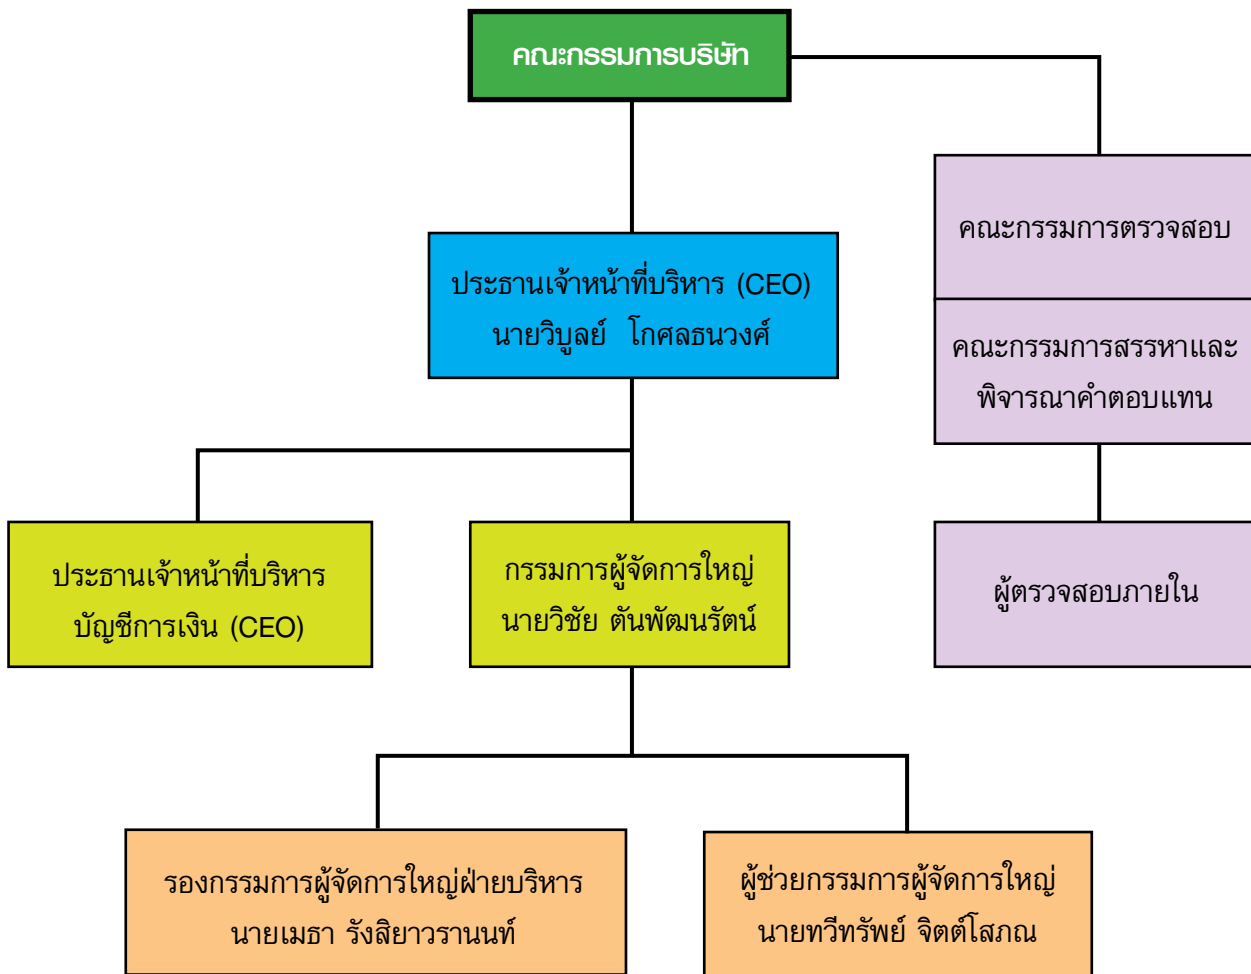 คณะกรรมการบริษัท
คณะกรรมการตรวจสอบ
ประธานเจ้าหน้าที่บริหาร (CEO)
นายวิบูลย์ โกศลธนวงศ์
คณะกรรมการสรรหาและ
พิจารณาคำตอบแทน
ประธานเจ้าหน้าที่บริหาร
บัญชีการเงิน (CEO)
กรรมการผู้จัดการใหญ่
นายวิชัย ตันพัฒนรัตน์
ผู้ตรวจสอบภายใน
รองกรรมการผู้จัดการใหญ่ฝ่ายบริหาร
นายเมธา รังสิยาวรานนท์
ผู้ช่วยกรรมการผู้จัดการใหญ่
นายทวีทรัพย์ จิตต์โสภณ